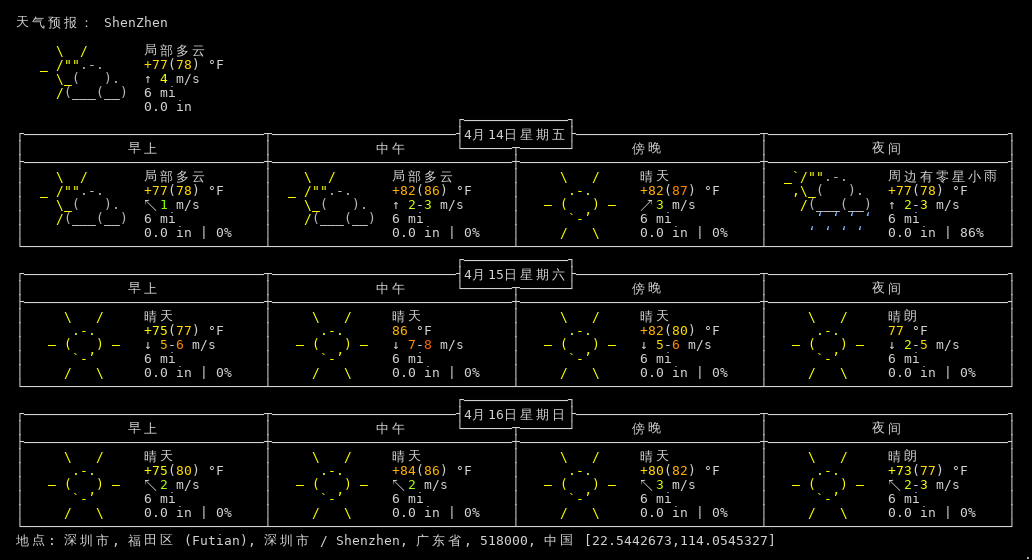 天气预报： ShenZhen
局部多云
+77(78) °F
↑ 4 m/s
6 mi
0.0 in
4月14日星期五
早上 中午 傍晚 夜间
局部多云 局部多云 晴天 周边有零星小雨
+77(78) °F +82(86) °F +82(87) °F +77(78) °F
↖ 1 m/s ↑ 2-3 m/s ↗ 3 m/s ↑ 2-3 m/s
6 mi 6 mi 6 mi 6 mi
0.0 in | 0% 0.0 in | 0% 0.0 in | 0% 0.0 in | 86%
4月15日星期六
早上 中午 傍晚 夜间
晴天 晴天 晴天 晴朗
+75(77) °F 86 °F +82(80) °F 77 °F
↓ 5-6 m/s ↓ 7-8 m/s ↓ 5-6 m/s ↓ 2-5 m/s
6 mi 6 mi 6 mi 6 mi
0.0 in | 0% 0.0 in | 0% 0.0 in | 0% 0.0 in | 0%
4月16日星期日
早上 中午 傍晚 夜间
晴天 晴天 晴天 晴朗
+75(80) °F +84(86) °F +80(82) °F +73(77) °F
↖ 2 m/s ↖ 2 m/s ↖ 3 m/s ↖ 2-3 m/s
6 mi 6 mi 6 mi 6 mi
0.0 in | 0% 0.0 in | 0% 0.0 in | 0% 0.0 in | 0%
地点: 深圳市, 福田区 (Futian), 深圳市 / Shenzhen, 广东省, 518000, 中国 [22.5442673,114.0545327]